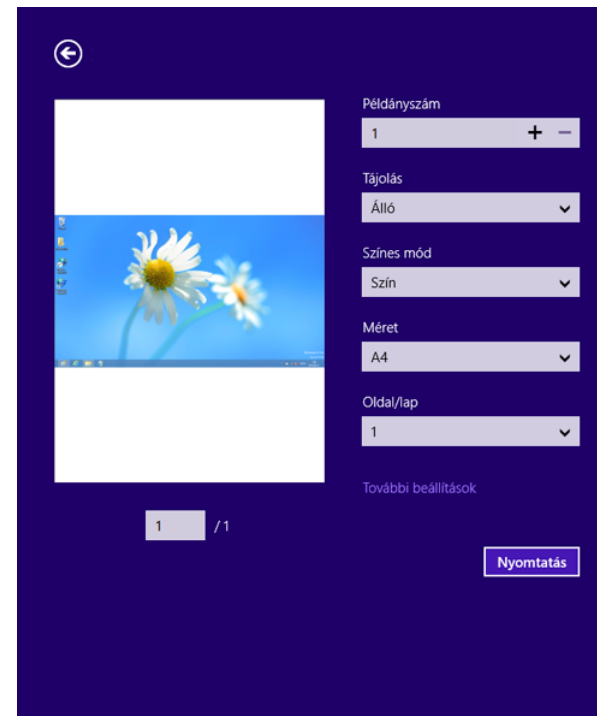 Példányszám
1
Tájolás
Álló
Színes mód
Szín
Méret
A4
Oldal/lap
1
További beállítások
1 / 1
Nyomtatás